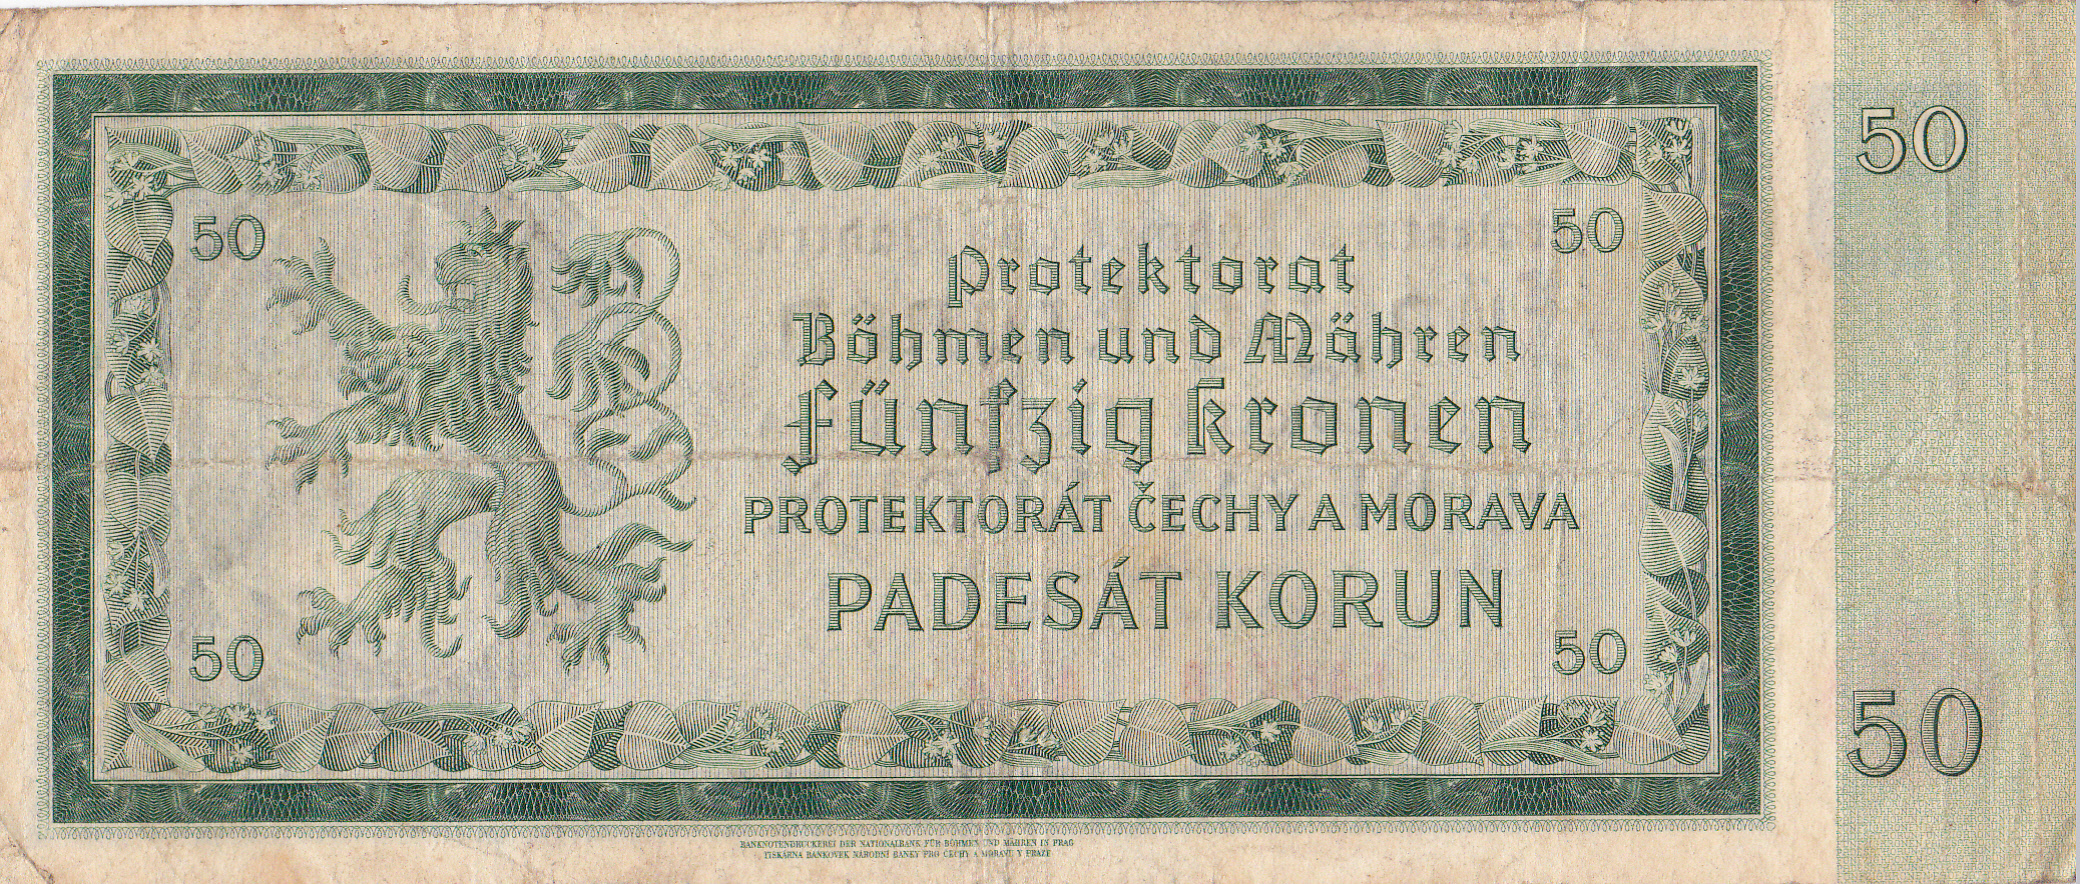 50
50
50
Protektorat
Böhmen und Mähren
Fünfzig Kronen
PROTEKTORÁT ČECHY A MORAVA
PADESÁT KORUN
50
50
50
BANKNOTENDRUCKEREI DER NATIONALBANK FÜR BÖHMEN UND MÄHREN IN PRAG
TISKÁRNA BANKOVEK NÁRODNÍ BANKY PRO ČECHY A MORAVU V PRAZE